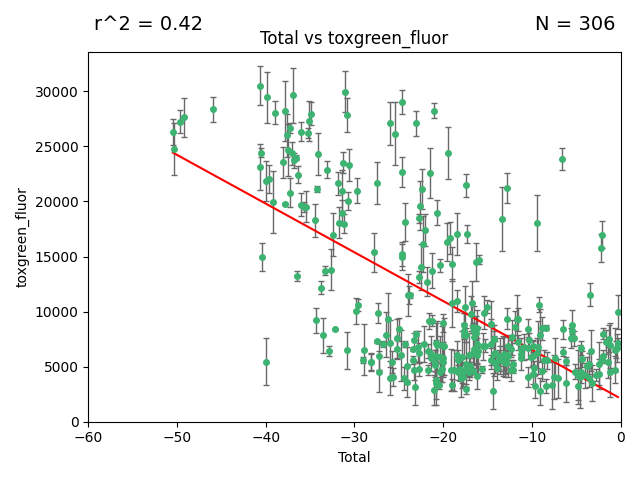 r^2 = 0.42
N = 306
Total vs toxgreen_fluor
30000
25000
20000
15000
10000
5000
0
toxgreen_fluor
−60
−50
−40
−30
−20
−10
0
Total